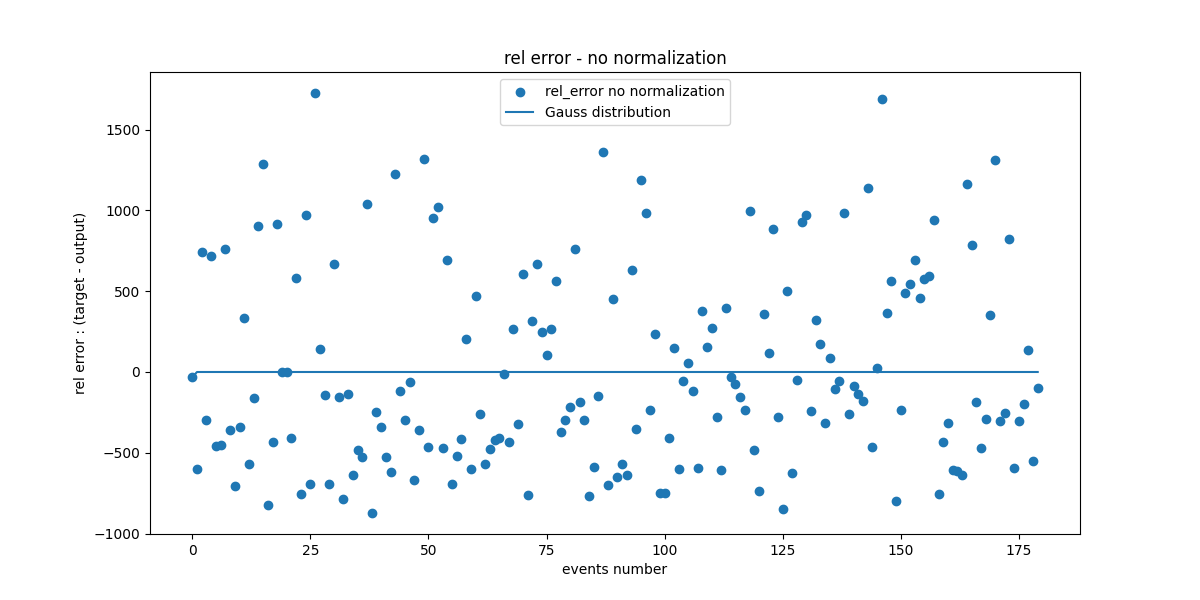 rel error - no normalization
rel_error no normalization
Gauss distribution
rel error : (target - output)
1500
1000
500
0
−500
−1000
0 25 50 75 100 125 150 175
events number